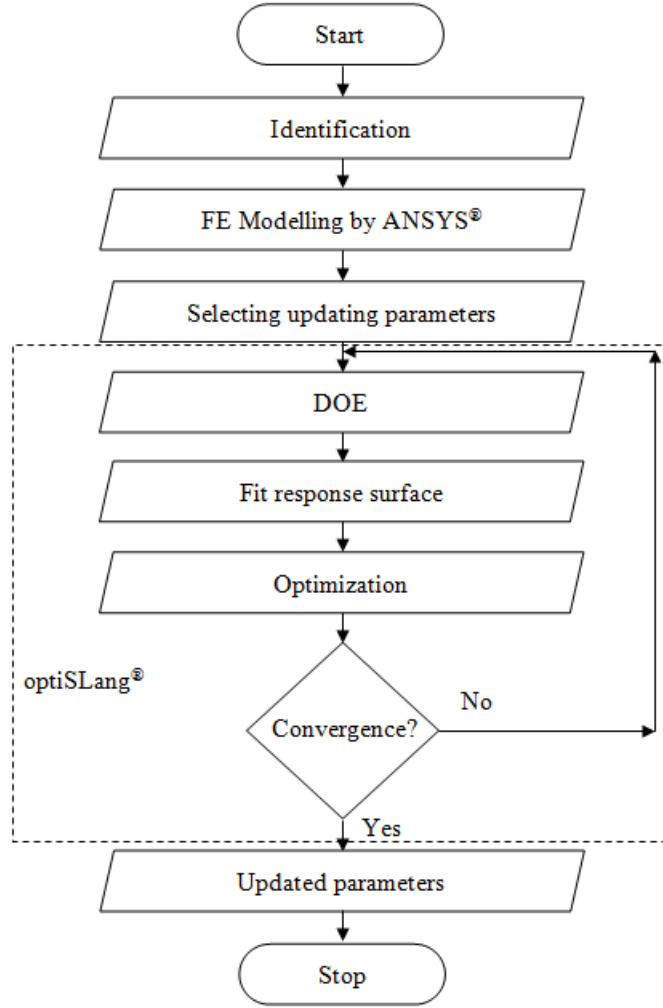 Start
Identification
FE Modelling by ANSYS®
Selecting updating parameters
DOE
Fit response surface
Optimization
optiSLang®
Convergence?
No
Yes
Updated parameters
Stop